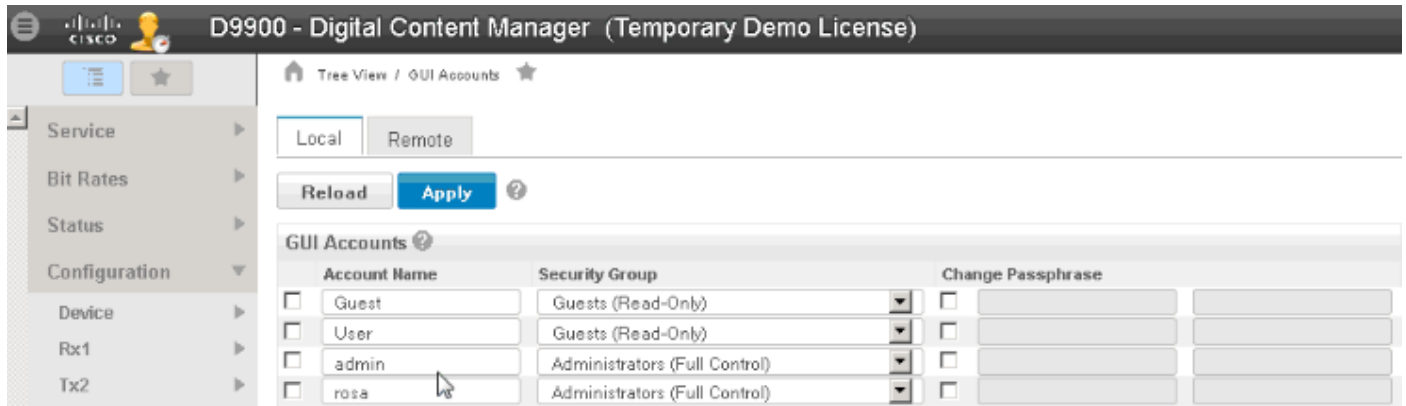 CISCO
D9900 - Digital Content Manager (Temporary Demo License)
Tree View / GUI Accounts
Service
Bit Rates
Status
Configuration
Device
Rx1
Tx2
Local Remote
Reload Apply ?
GUI Accounts ?
Account Name Security Group Change Passphrase
Guest Guests (Read-Only)
User Guests (Read-Only)
admin Administrators (Full Control)
rosa Administrators (Full Control)